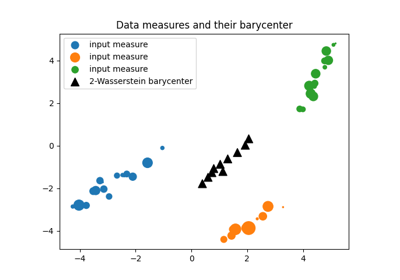 Data measures and their barycenter
input measure
input measure
input measure
2-Wasserstein barycenter
4
2
0
−2
−4
−4
−2
0
2
4